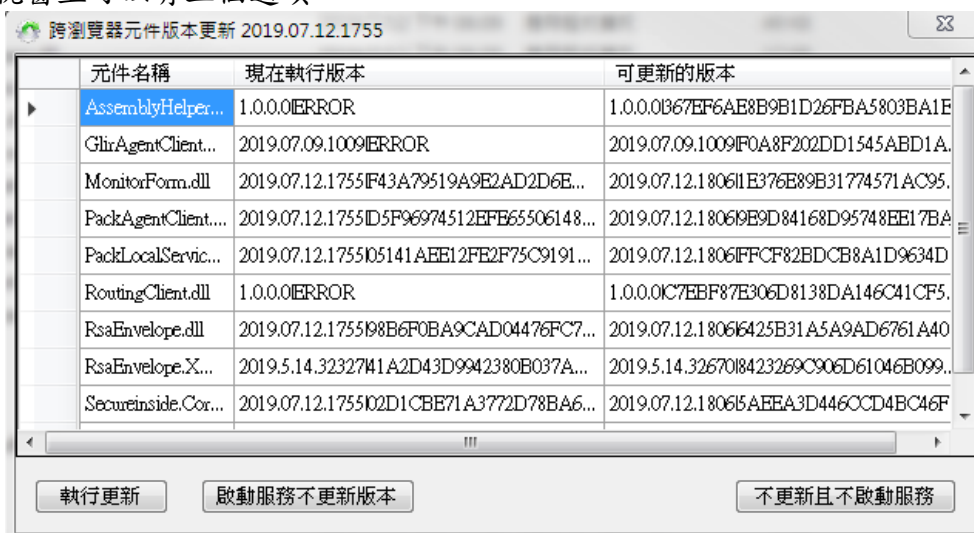 跨瀏覽器元件版本更新 2019.07.12.1755
元件名稱 現在執行版本 可更新的版本
AssemblyHelper... 1.0.0.0|ERROR 1.0.0.0|367EF6AE8B9B1D26FBA5803BA1E
GlirAgentClient... 2019.07.09.1009|ERROR 2019.07.09.1009|F0A8F202DD1545ABD1A.
MonitorForm.dll 2019.07.12.1755|F43A79519A9E2AD2D6E... 2019.07.12.1806|1E376E89B31774571AC95.
PackAgentClient.... 2019.07.12.1755|D5F96974512EFE65506148... 2019.07.12.1806|9E9D84168D95748EE17BA
PackLocalServic... 2019.07.12.1755|05141AEE12FE2F75C9191... 2019.07.12.1806|FFCF82BDCB8A1D9634D
RoutingClient.dll 1.0.0.0|ERROR 1.0.0.0|C7EBF87E306D8138DA146C41CF5.
RsaEnvelope.dll 2019.07.12.1755|98B6F0BA9CAD04476FC7... 2019.07.12.1806|6425B31A5A9AD6761A40
RsaEnvelope.X... 2019.5.14.32327|41A2D43D9942380B037A... 2019.5.14.32670|8423269C906D61046B099..
Secureinside.Cor... 2019.07.12.1755|02D1CBE71A3772D78BA6... 2019.07.12.1806|5AEEA3D446CCD4BC46F
執行更新 啟動服務不更新版本 不更新且不啟動服務